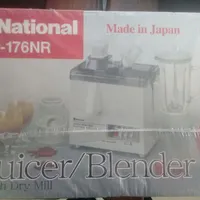 National
-176NR
Made in Japan
uicer/Blender
Dry Mill